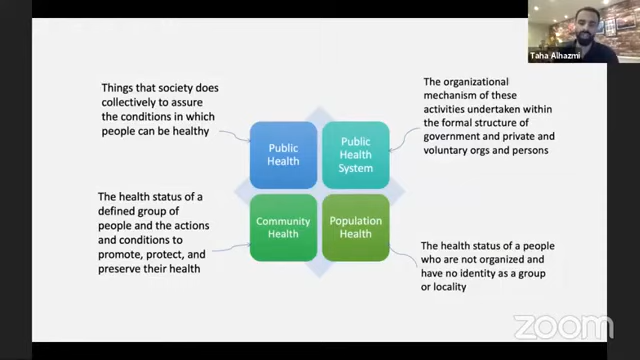 Taha Alhazmi
Things that society does
collectively to assure
the conditions in which
people can be healthy
The organizational
mechanism of these
activities undertaken within
the formal structure of
government and private and
voluntary orgs and persons
Public
Health
Public
Health
System
The health status of a
defined group of
people and the actions
and conditions to
promote, protect, and
preserve their health
Community
Health
Population
Health
The health status of a people
who are not organized and
have no identity as a group
or locality
zoom